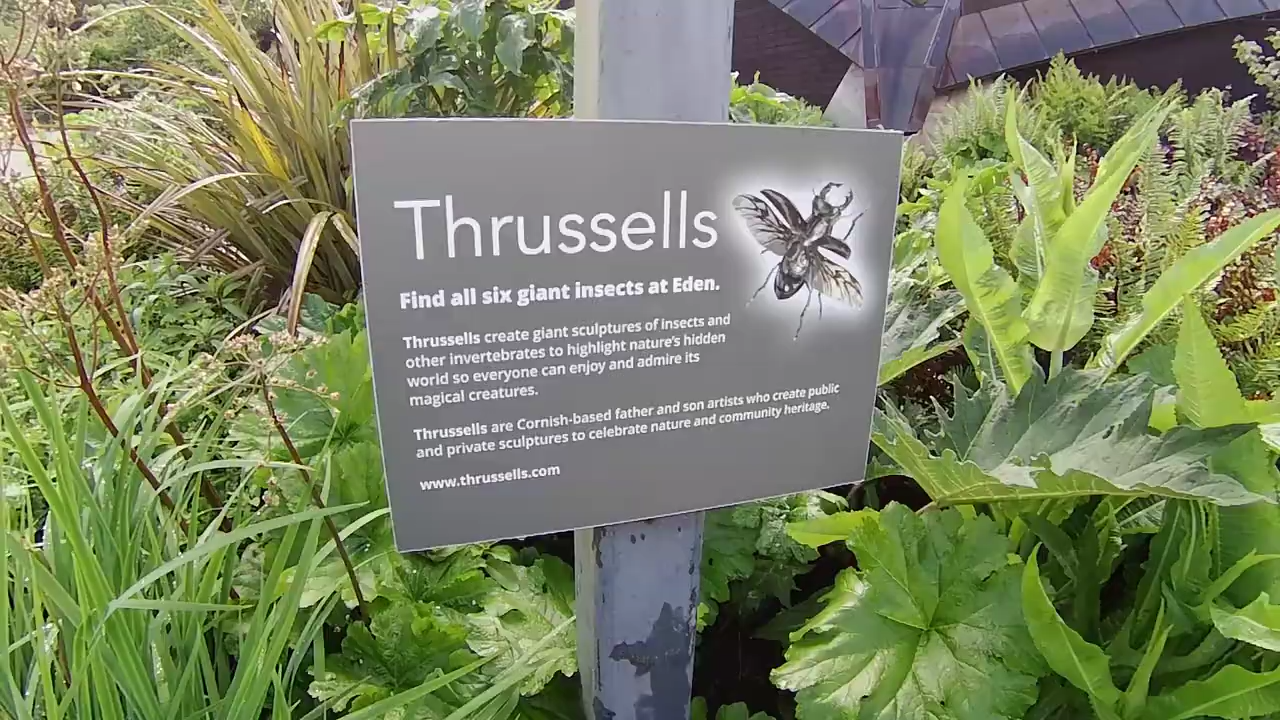 Thrussells
Find all six giant insects at Eden.
Thrussells create giant sculptures of insects and
other invertebrates to highlight nature's hidden
world so everyone can enjoy and admire its
magical creatures.
Thrussells are Cornish-based father and son artists who create public
and private sculptures to celebrate nature and community heritage.
www.thrussells.com